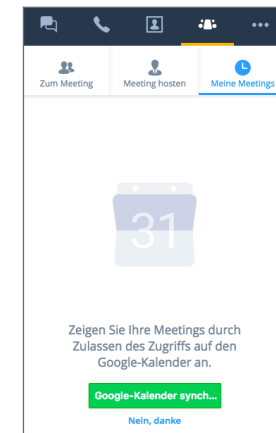 Zum Meeting
Meeting hosten
Meine Meetings
31
Zeigen Sie Ihre Meetings durch
Zulassen des Zugriffs auf den
Google-Kalender an.
Google-Kalender synch...
Nein, danke